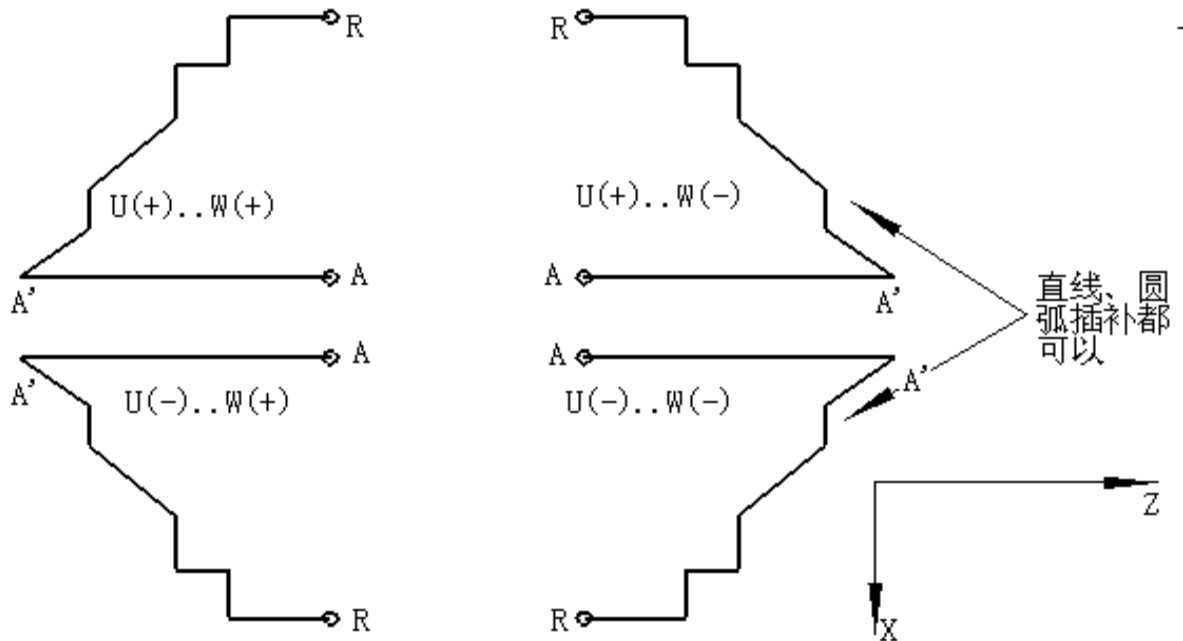 R
R
U(+)..W(+)
U(+)..W(-)
A
A
A'
A'
直线、圆
弧插补都
可以
A
A
A'
A'
U(-)..W(+)
U(-)..W(-)
Z
R
R
X